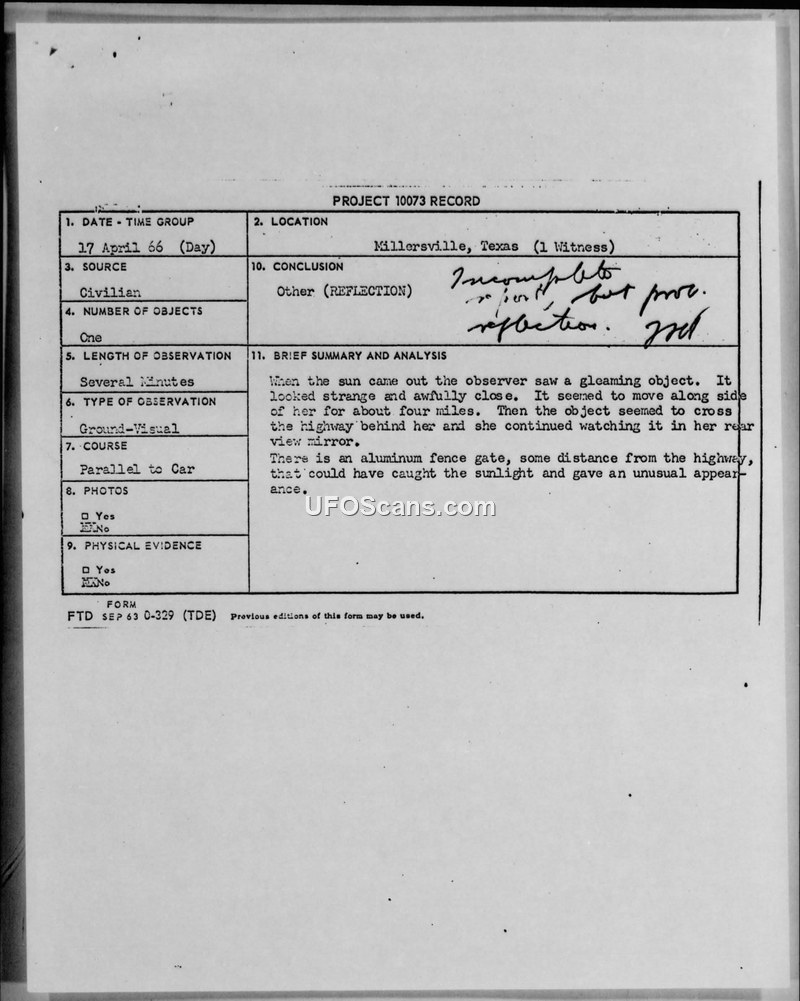 PROJECT 10073 RECORD
1. DATE - TIME GROUP
17 April 66 (Day)
2. LOCATION
Millersville, Texas (1 Witness)
3. SOURCE
Civilian
10. CONCLUSION
Other (REFLECTION)
Incomplete
report, but prob.
reflection.
4. NUMBER OF OBJECTS
One
5. LENGTH OF OBSERVATION
Several Minutes
11. BRIEF SUMMARY AND ANALYSIS
When the sun came out the observer saw a gleaming object. It
looked strange and awfully close. It seemed to move along side
of her for about four miles. Then the object seemed to cross
the highway behind her and she continued watching it in her rear
view mirror.
There is an aluminum fence gate, some distance from the highway,
that could have caught the sunlight and gave an unusual appear-
ance.
6. TYPE OF OBSERVATION
Ground-Visual
7. COURSE
Parallel to Car
8. PHOTOS
□ Yes
No
9. PHYSICAL EVIDENCE
□ Yes
No
FORM
FTD SEP 63 0-329 (TDE) Previous editions of this form may be used.
UFOScans.com